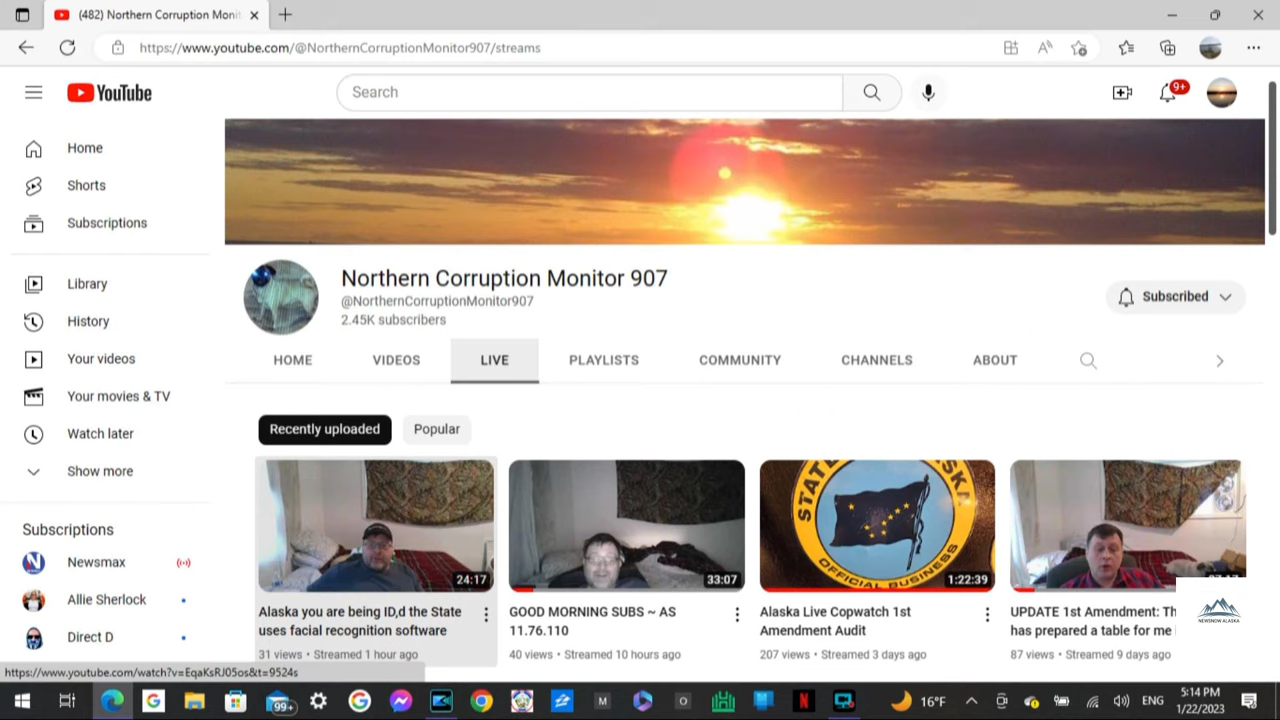 (482) Northern Corruption Moni
https://www.youtube.com/@NorthernCorruptionMonitor907/streams
YouTube
Search
9+
Home
Shorts
Subscriptions
Library
History
Your videos
Your movies & TV
Watch later
Show more
Subscriptions
Newsmax
Allie Sherlock
Direct D
Northern Corruption Monitor 907
@NorthernCorruptionMonitor907
2.45K subscribers
Subscribed
HOME VIDEOS LIVE PLAYLISTS COMMUNITY CHANNELS ABOUT
Recently uploaded Popular
24:17
Alaska you are being ID,d the State
uses facial recognition software
31 views • Streamed 1 hour ago
33:07
GOOD MORNING SUBS ~ AS
11.76.110
40 views • Streamed 10 hours ago
OFFICIAL BUSINESS
1:22:39
Alaska Live Copwatch 1st
Amendment Audit
207 views • Streamed 3 days ago
UPDATE 1st Amendment: Th
has prepared a table for me
87 views • Streamed 9 days ago
NEWSNOW ALASKA
https://www.youtube.com/watch?v=EqaKsRJ05os&t=9524s
99+
16°F
ENG
5:14 PM
1/22/2023